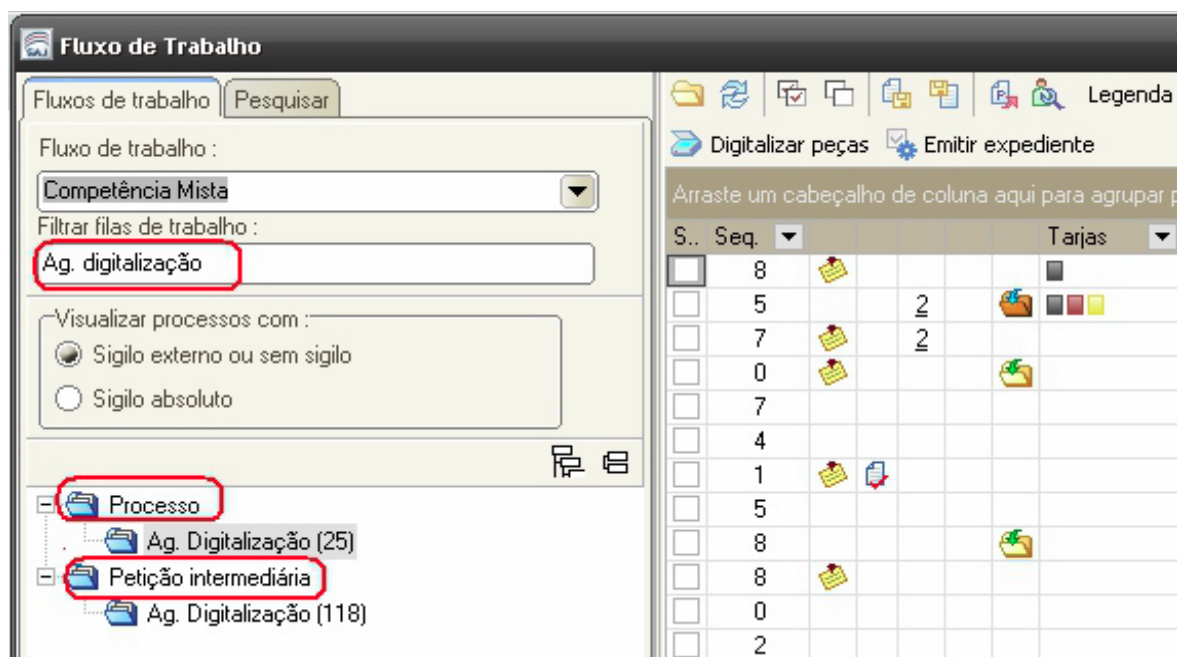 SAJ Fluxo de Trabalho
Fluxos de trabalho Pesquisar
Fluxo de trabalho :
Competência Mista
Filtrar filas de trabalho :
Ag. digitalização
Visualizar processos com :
Sigilo externo ou sem sigilo
Sigilo absoluto
Processo
Ag. Digitalização (25)
Petição intermediária
Ag. Digitalização (118)
Legenda
Digitalizar peças Emitir expediente
Arraste um cabeçalho de coluna aqui para agrupar p
S.. Seq. Tarjas
8
5 2
7 2
0
7
4
1
5
8
8
0
2